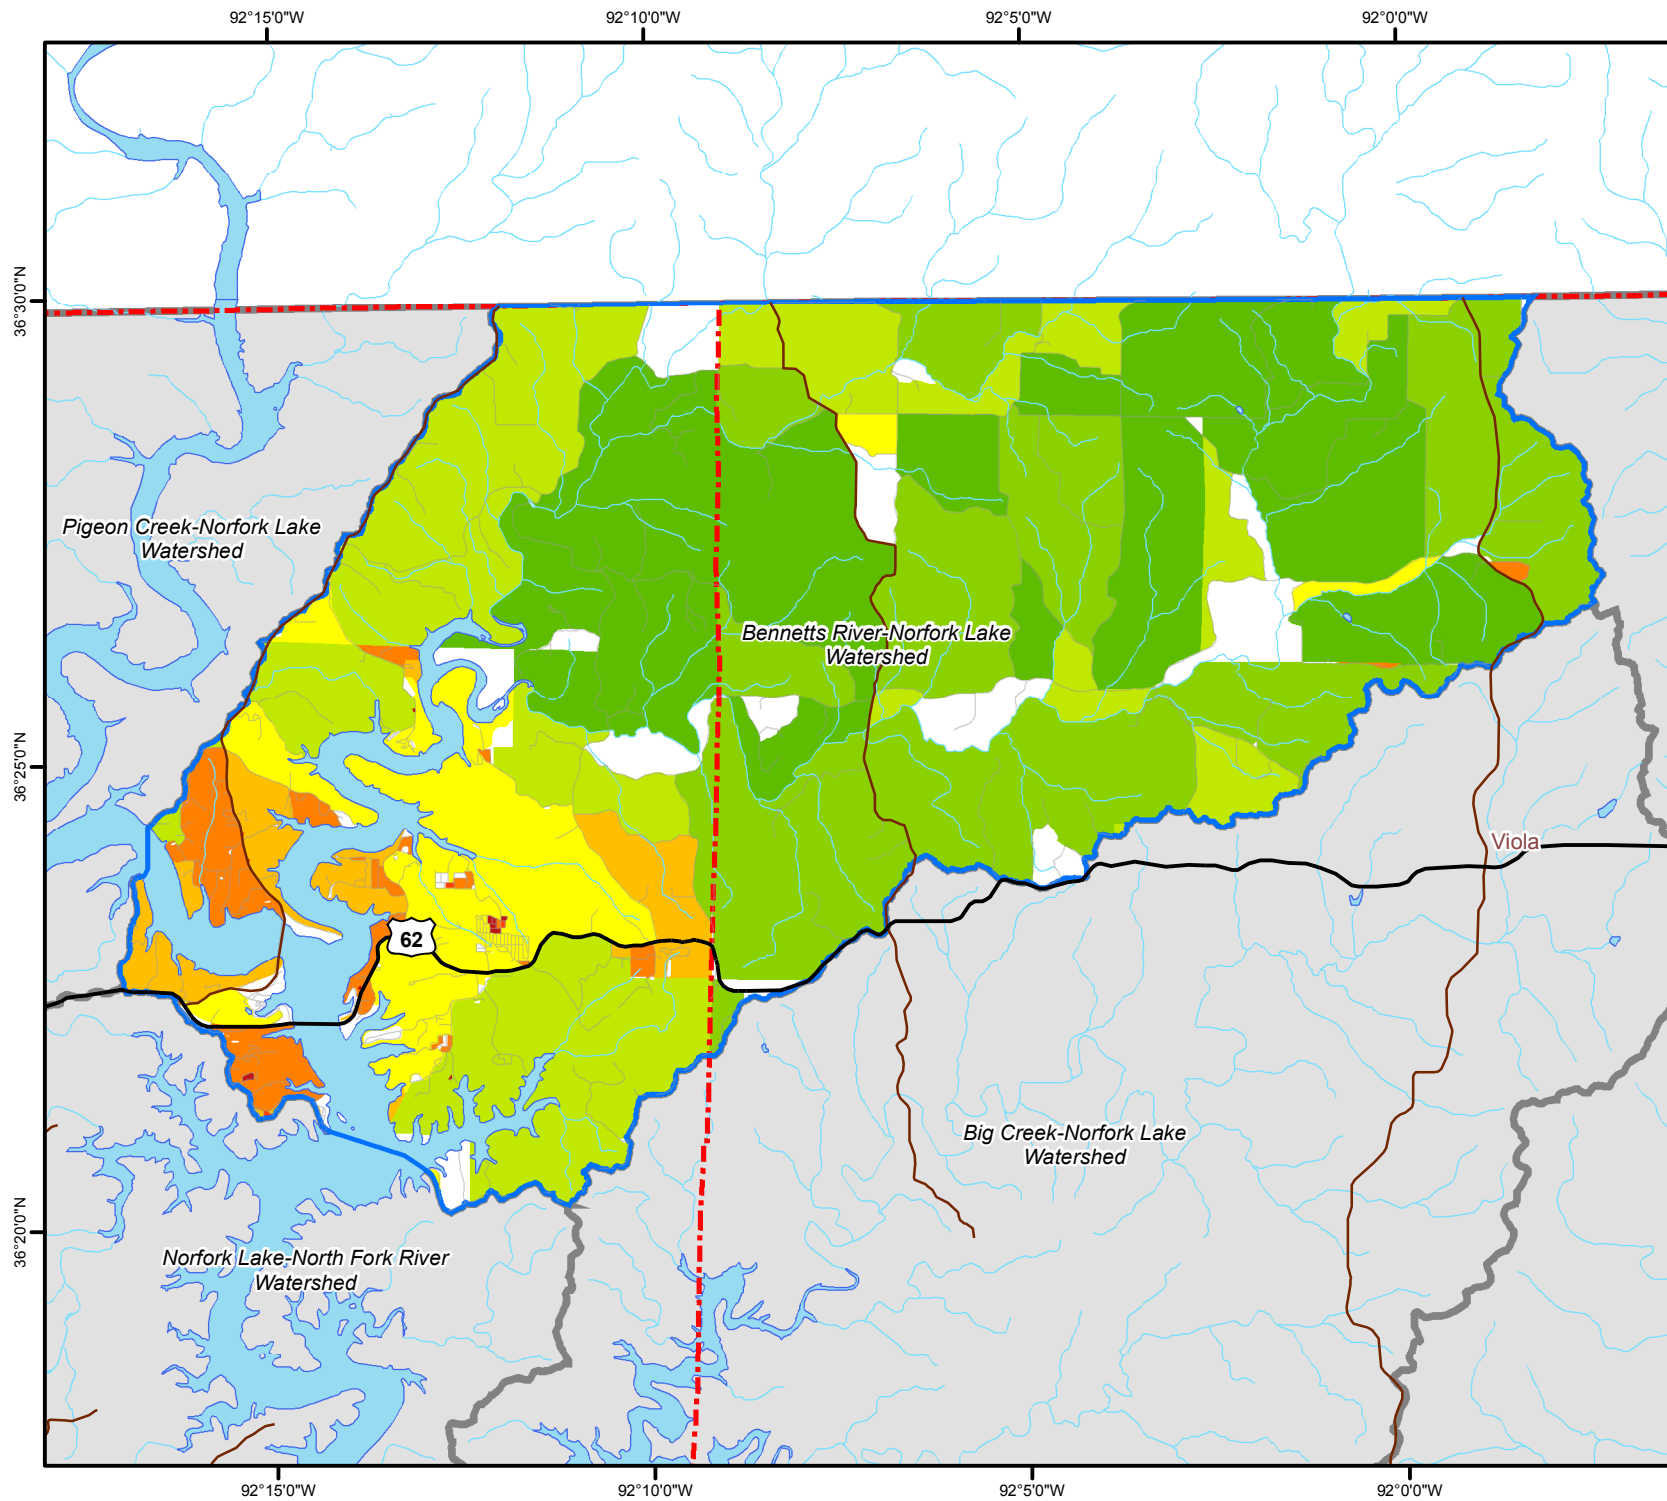 92°15'0"W
92°10'0"W
92°5'0"W
92°0'0"W
36°30'0"N
Pigeon Creek-Norfork Lake
Watershed
Bennetts River-Norfork Lake
Watershed
36°25'0"N
Viola
62
Big Creek-Norfork Lake
Watershed
36°20'0"N
Norfork Lake-North Fork River
Watershed
92°15'0"W
92°10'0"W
92°5'0"W
92°0'0"W